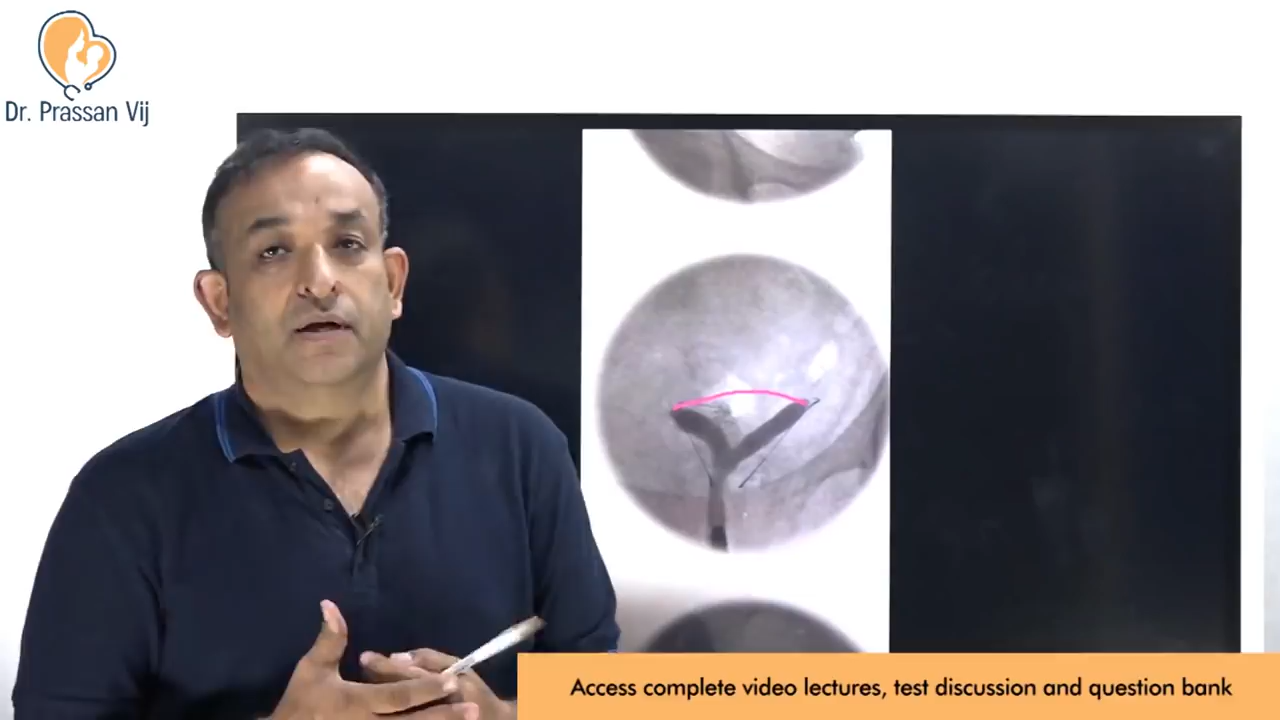 Dr. Prassan Vij
Access complete video lectures, test discussion and question bank